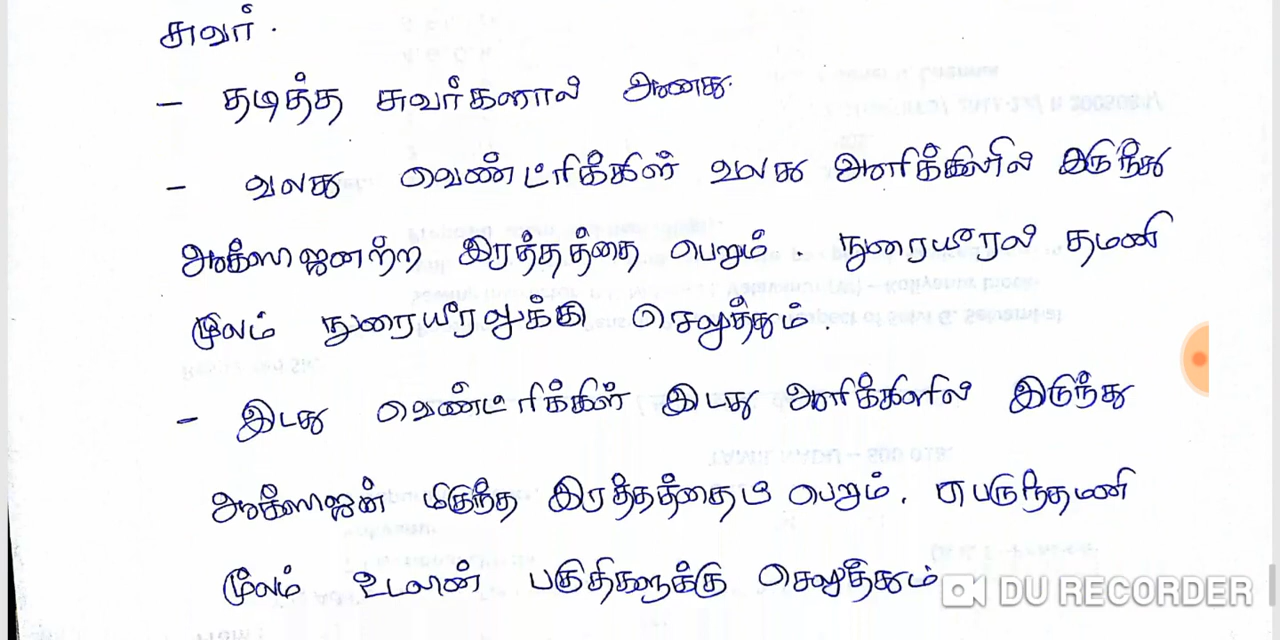 சுவர்.
- தடித்த சுவர்களால் ஆனது.
- வலது வெண்ட்ரிக்கிள் வலது ஆரிக்கிளில் இருந்து
ஆக்ஸிஜனற்ற இரத்தத்தை பெறும். நுரையீரல் தமனி
மூலம் நுரையீரலுக்கு செலுத்தும்.
- இடது வெண்ட்ரிக்கிள் இடது ஆரிக்கிளில் இருந்து
ஆக்ஸிஜன் மிகுந்த இரத்தத்தைப் பெறும். பெருந்தமனி
மூலம் உடலின் பகுதிகளுக்கு செலுத்தும்
DU RECORDER